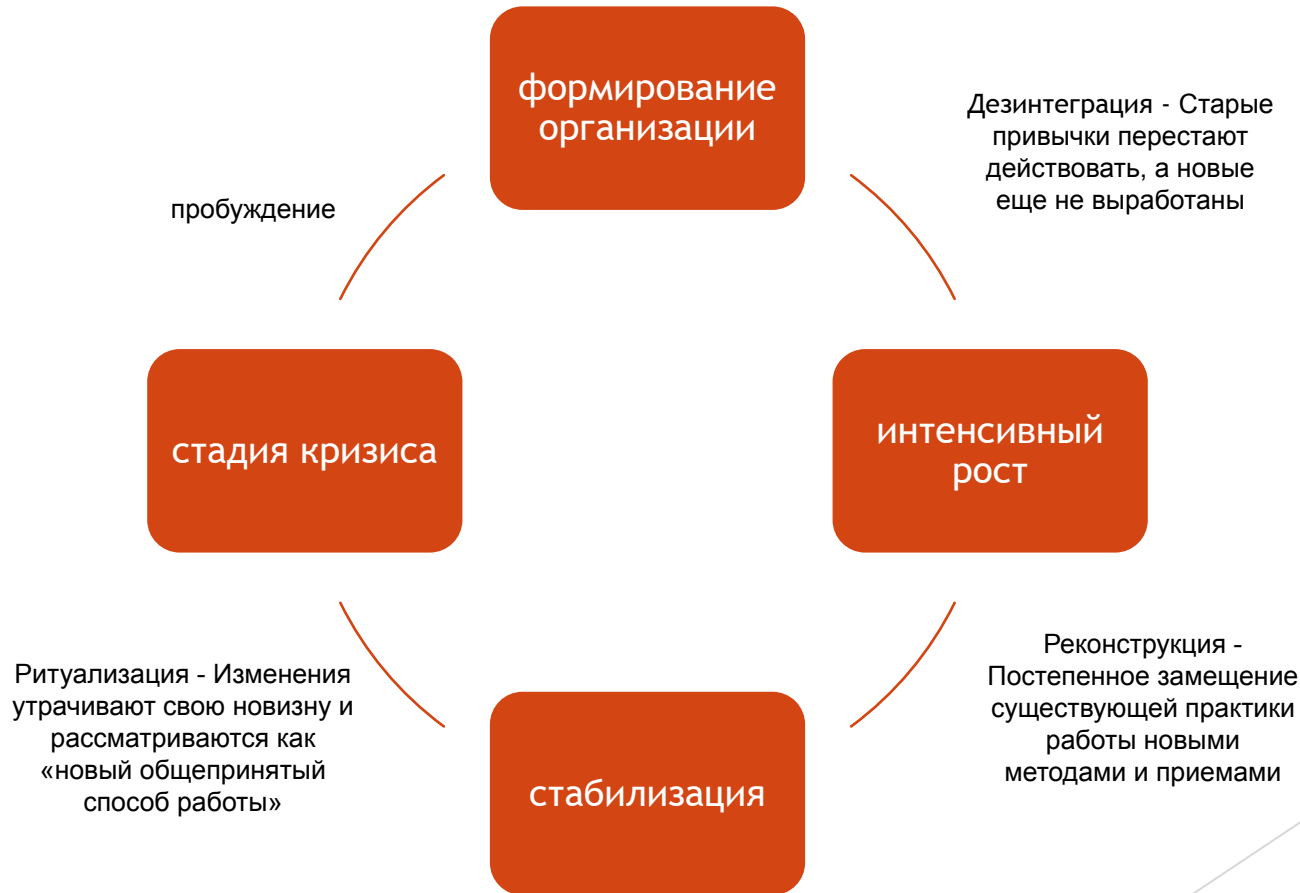 формирование
организации
Дезинтеграция - Старые
привычки перестают
действовать, а новые
еще не выработаны
пробуждение
стадия кризиса
интенсивный
рост
Ритуализация - Изменения
утрачивают свою новизну и
рассматриваются как
«новый общепринятый
способ работы»
Реконструкция -
Постепенное замещение
существующей практики
работы новыми
методами и приемами
стабилизация